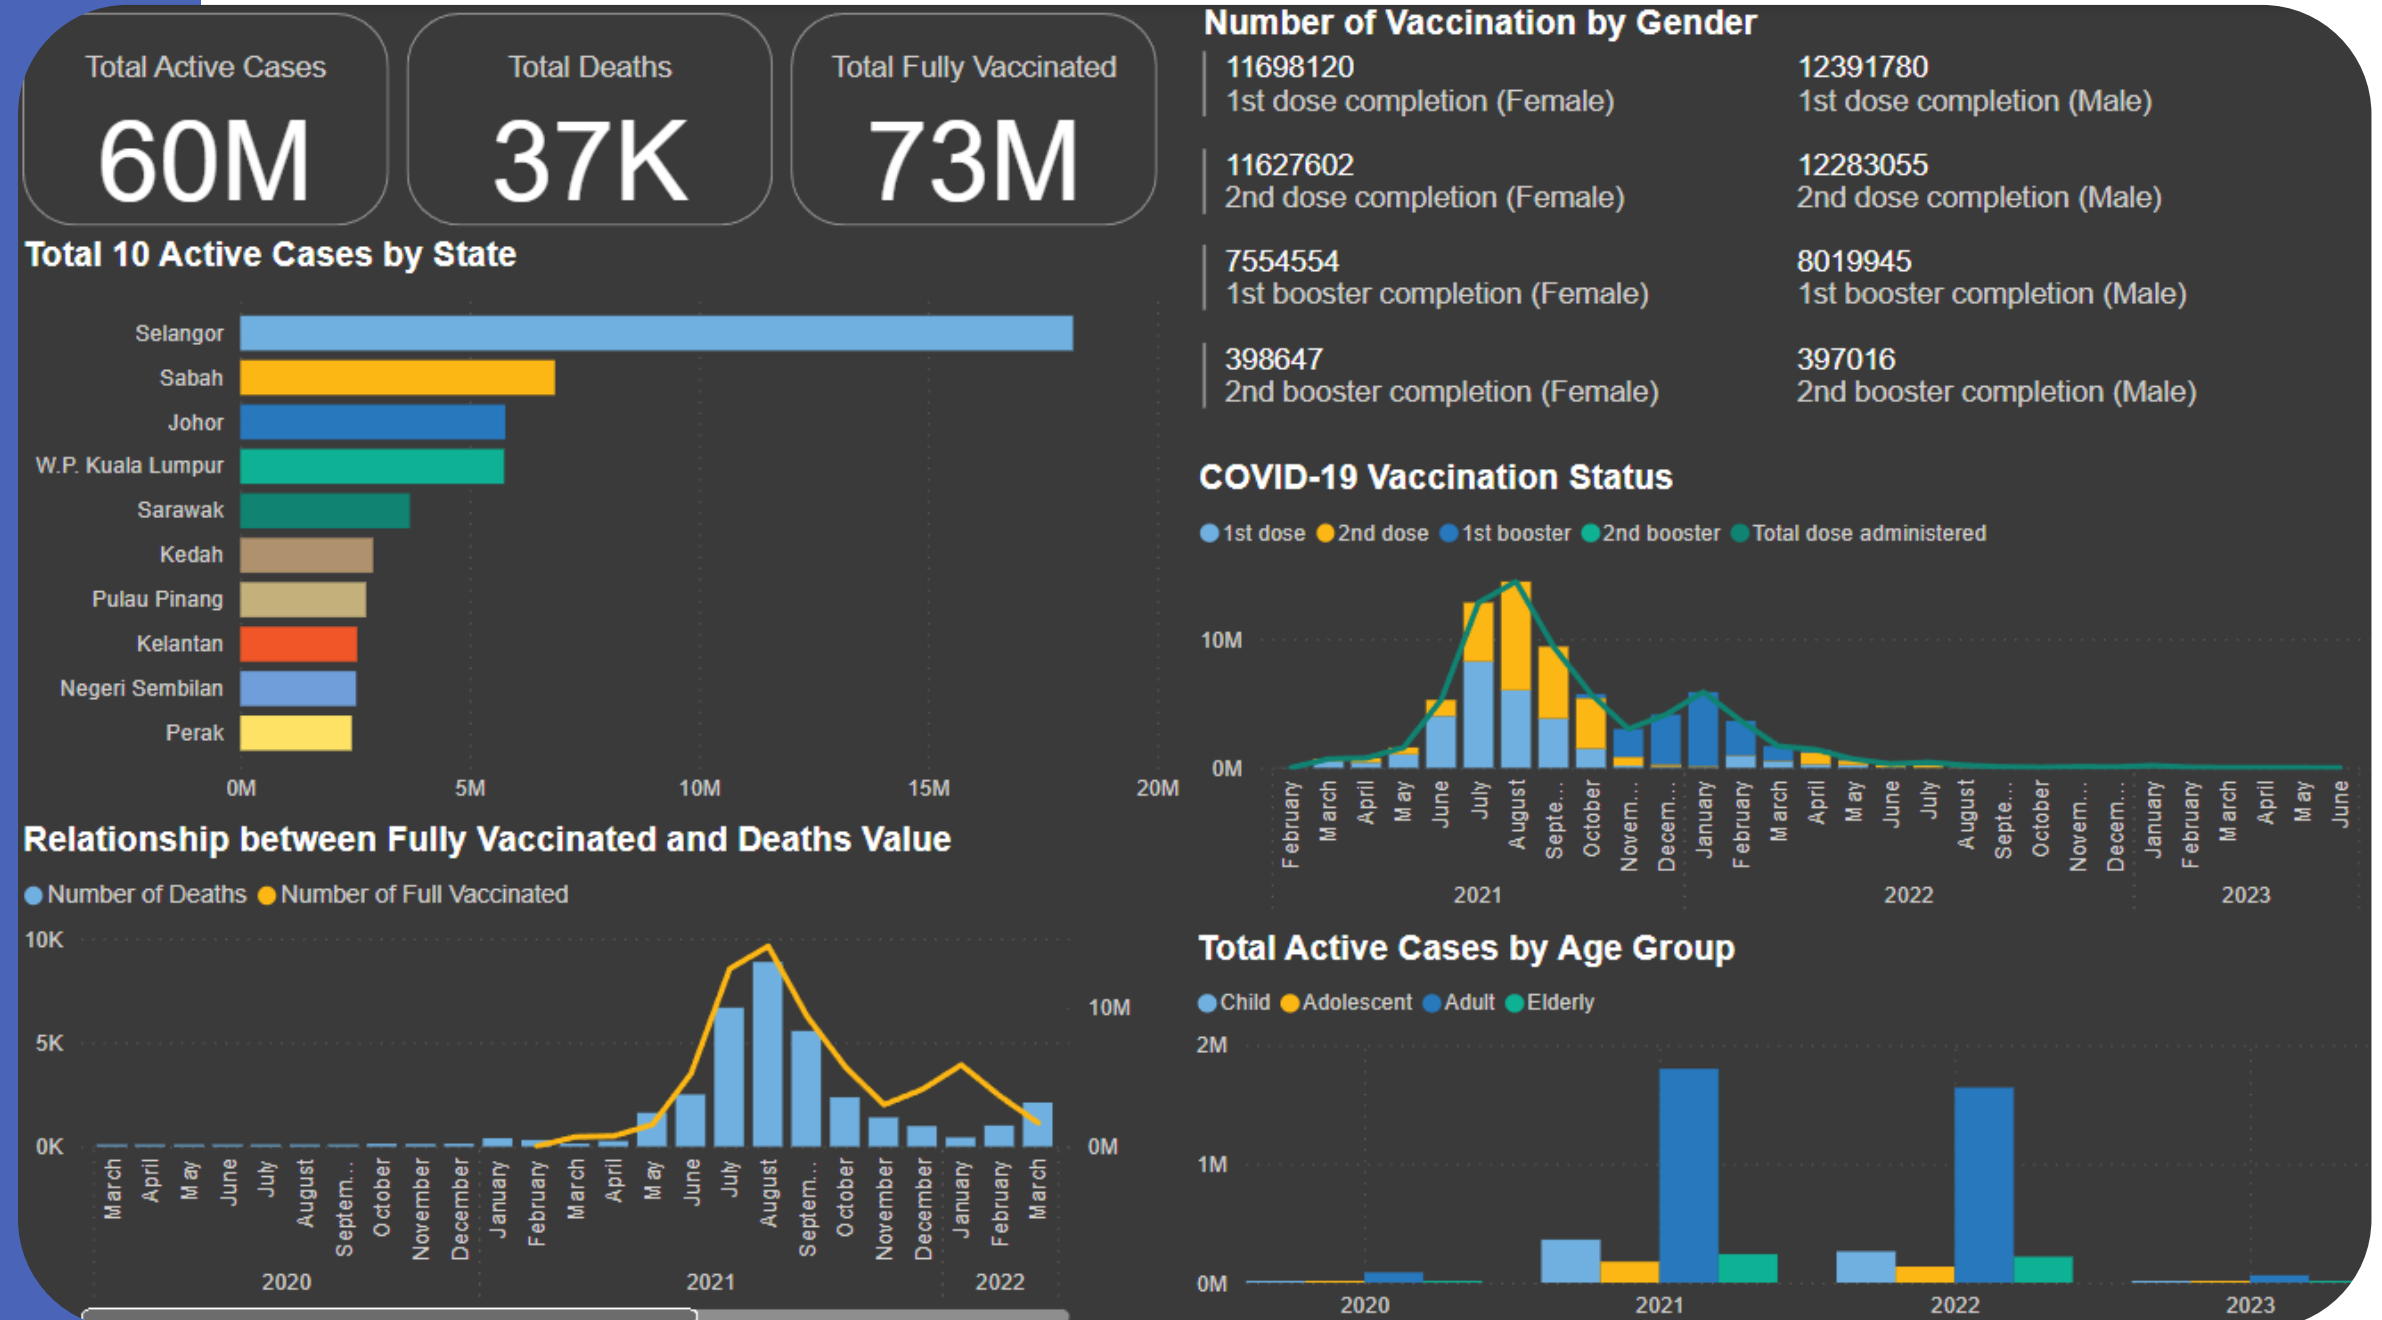 Total Active Cases
60M
Total Deaths
37K
Total Fully Vaccinated
73M
Total 10 Active Cases by State
Selangor
Sabah
Johor
W.P. Kuala Lumpur
Sarawak
Kedah
Pulau Pinang
Kelantan
Negeri Sembilan
Perak
0M 5M 10M 15M 20M
Relationship between Fully Vaccinated and Deaths Value
Number of Deaths Number of Full Vaccinated
10K
5K
0K
10M
0M
March April May June July August Septem... October November December January February March April May June July August Septem... October November December January February March
2020 2021 2022
Number of Vaccination by Gender
11698120
1st dose completion (Female)
12391780
1st dose completion (Male)
11627602
2nd dose completion (Female)
12283055
2nd dose completion (Male)
7554554
1st booster completion (Female)
8019945
1st booster completion (Male)
398647
2nd booster completion (Female)
397016
2nd booster completion (Male)
COVID-19 Vaccination Status
1st dose 2nd dose 1st booster 2nd booster Total dose administered
10M
0M
February March April May June July August Septe... October Novem... Decem... January February March April May June July August Septe... October Novem... Decem... January February March April May June
2021 2022 2023
Total Active Cases by Age Group
Child Adolescent Adult Elderly
2M
1M
0M
2020 2021 2022 2023